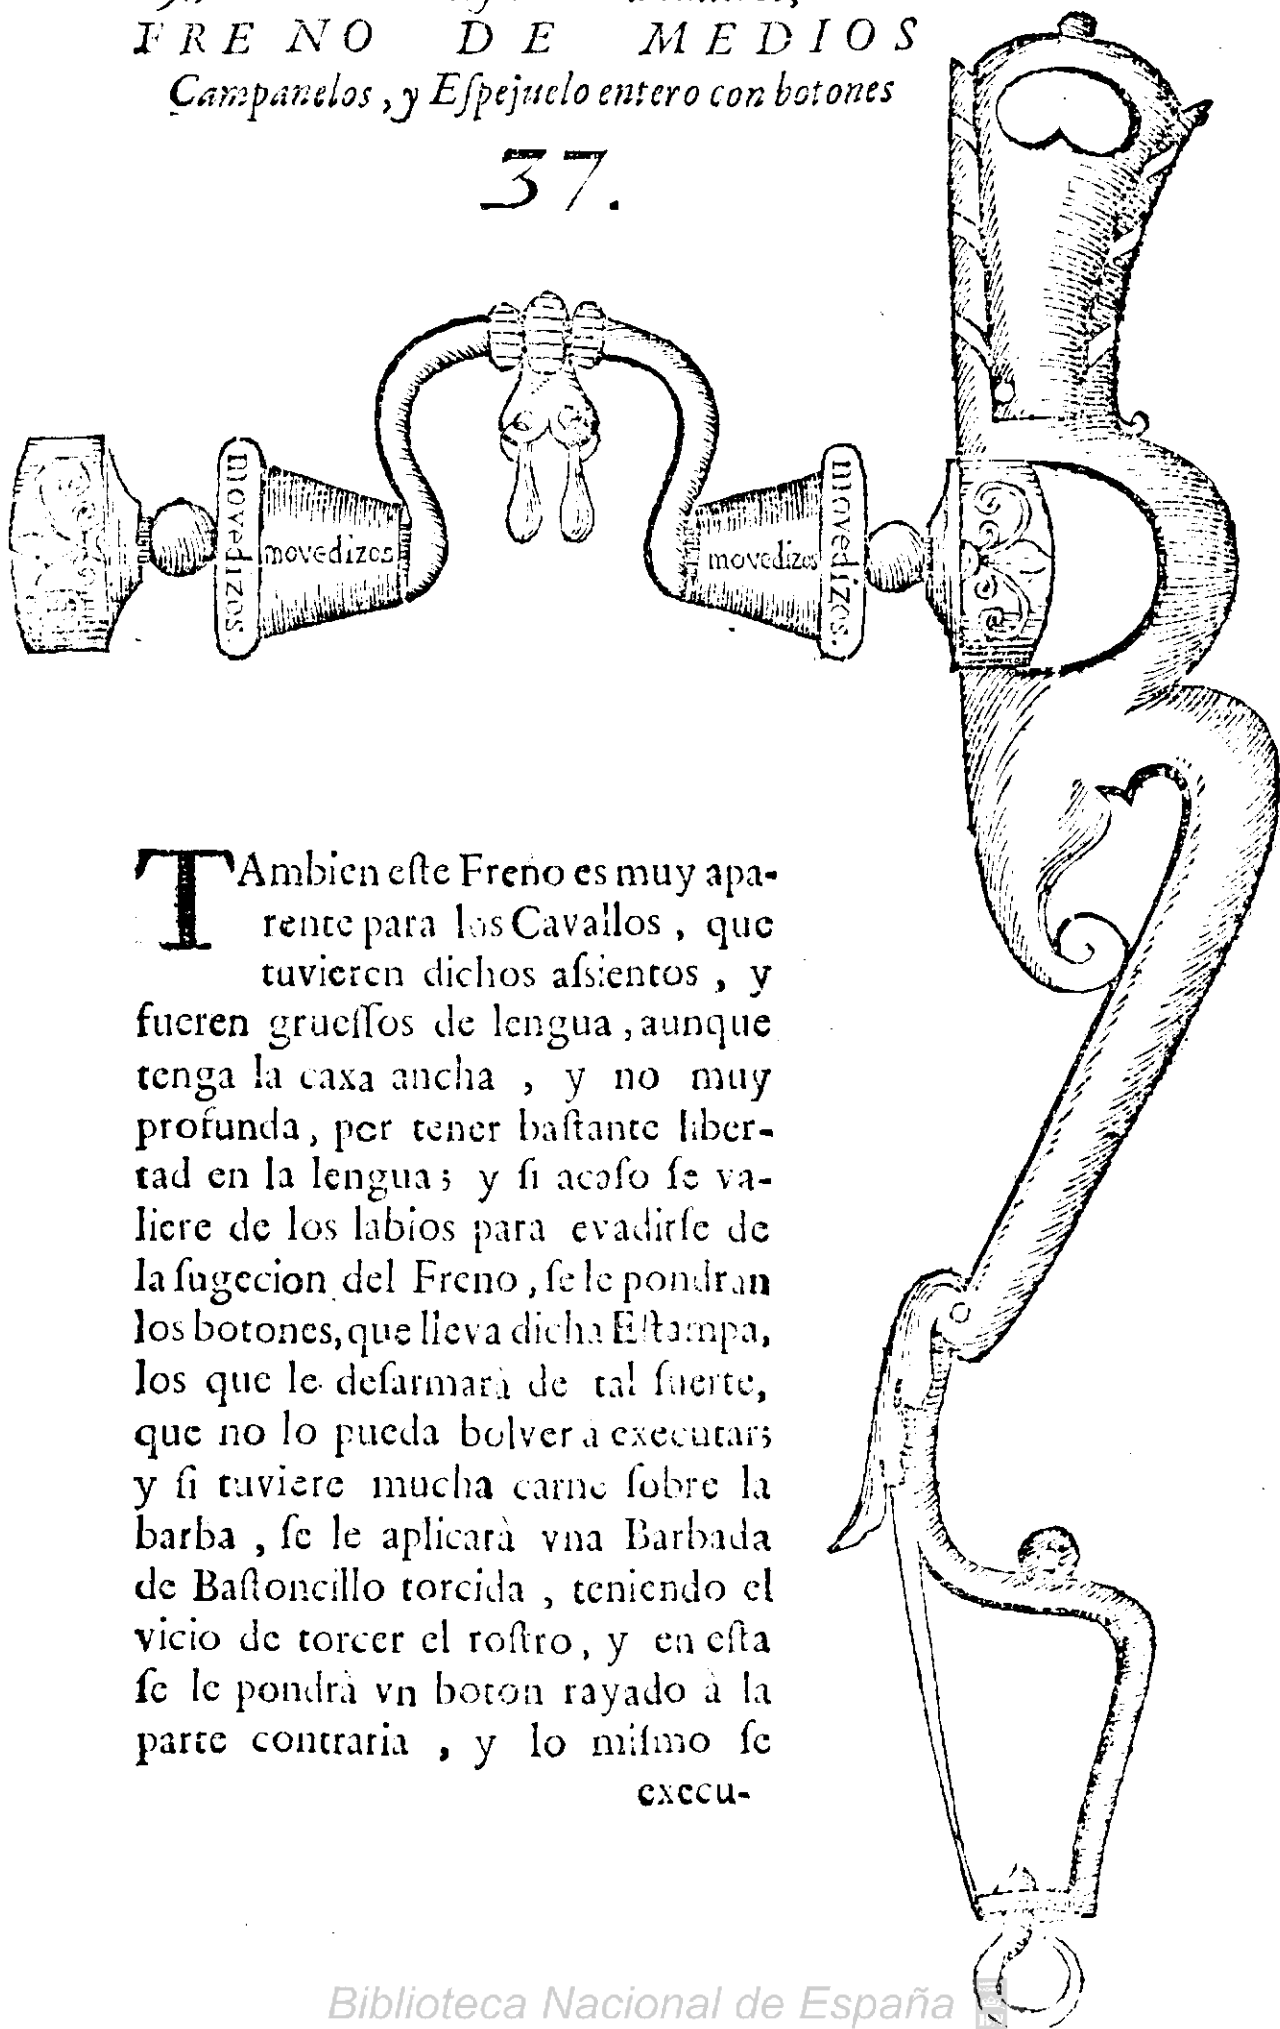 FRENO DE MEDIOS
Campanelos, y Eſpejuelo entero con botones
37.
movedizos.
movedizos
movedizos
movedizos.
TAmbien eſte Freno es muy apa-
rente para los Cavallos, que
tuvieren dichos aſsientos, y
fueren grueſſos de lengua, aunque
tenga la caxa ancha, y no muy
profunda, por tener baſtante liber-
tad en la lengua; y ſi acaſo ſe va-
liere de los labios para evadirſe de
la ſugecion del Freno, ſe le pondran
los botones, que lleva dicha Eſtampa,
los que le deſarmarà de tal ſuerte,
que no lo pueda bolver à executar;
y ſi tuviere mucha carne ſobre la
barba, ſe le aplicarà vna Barbada
de Baſtoncillo torcida, teniendo el
vicio de torcer el roſtro, y en eſta
ſe le pondrà vn boton rayado à la
parte contraria, y lo miſmo ſe
execu-
Biblioteca Nacional de España